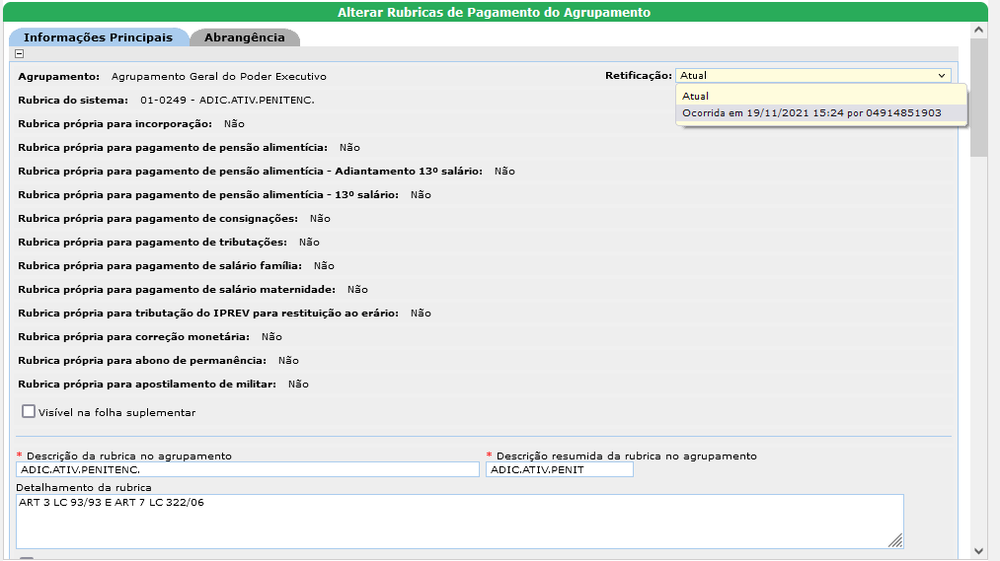 Alterar Rubricas de Pagamento do Agrupamento
Informações Principais
Abrangência
Agrupamento: Agrupamento Geral do Poder Executivo
Retificação: Atual
Atual
Ocorrida em 19/11/2021 15:24 por 04914851903
Rubrica do sistema: 01-0249 - ADIC.ATIV.PENITENC.
Rubrica própria para incorporação: Não
Rubrica própria para pagamento de pensão alimentícia: Não
Rubrica própria para pagamento de pensão alimentícia - Adiantamento 13º salário: Não
Rubrica própria para pagamento de pensão alimentícia - 13º salário: Não
Rubrica própria para pagamento de consignações: Não
Rubrica própria para pagamento de tributações: Não
Rubrica própria para pagamento de salário família: Não
Rubrica própria para pagamento de salário maternidade: Não
Rubrica própria para tributação do IPREV para restituição ao erário: Não
Rubrica própria para correção monetária: Não
Rubrica própria para abono de permanência: Não
Rubrica própria para apostilamento de militar: Não
Visível na folha suplementar
* Descrição da rubrica no agrupamento
* Descrição resumida da rubrica no agrupamento
ADIC.ATIV.PENITENC.
ADIC.ATIV.PENIT
Detalhamento da rubrica
ART 3 LC 93/93 E ART 7 LC 322/06